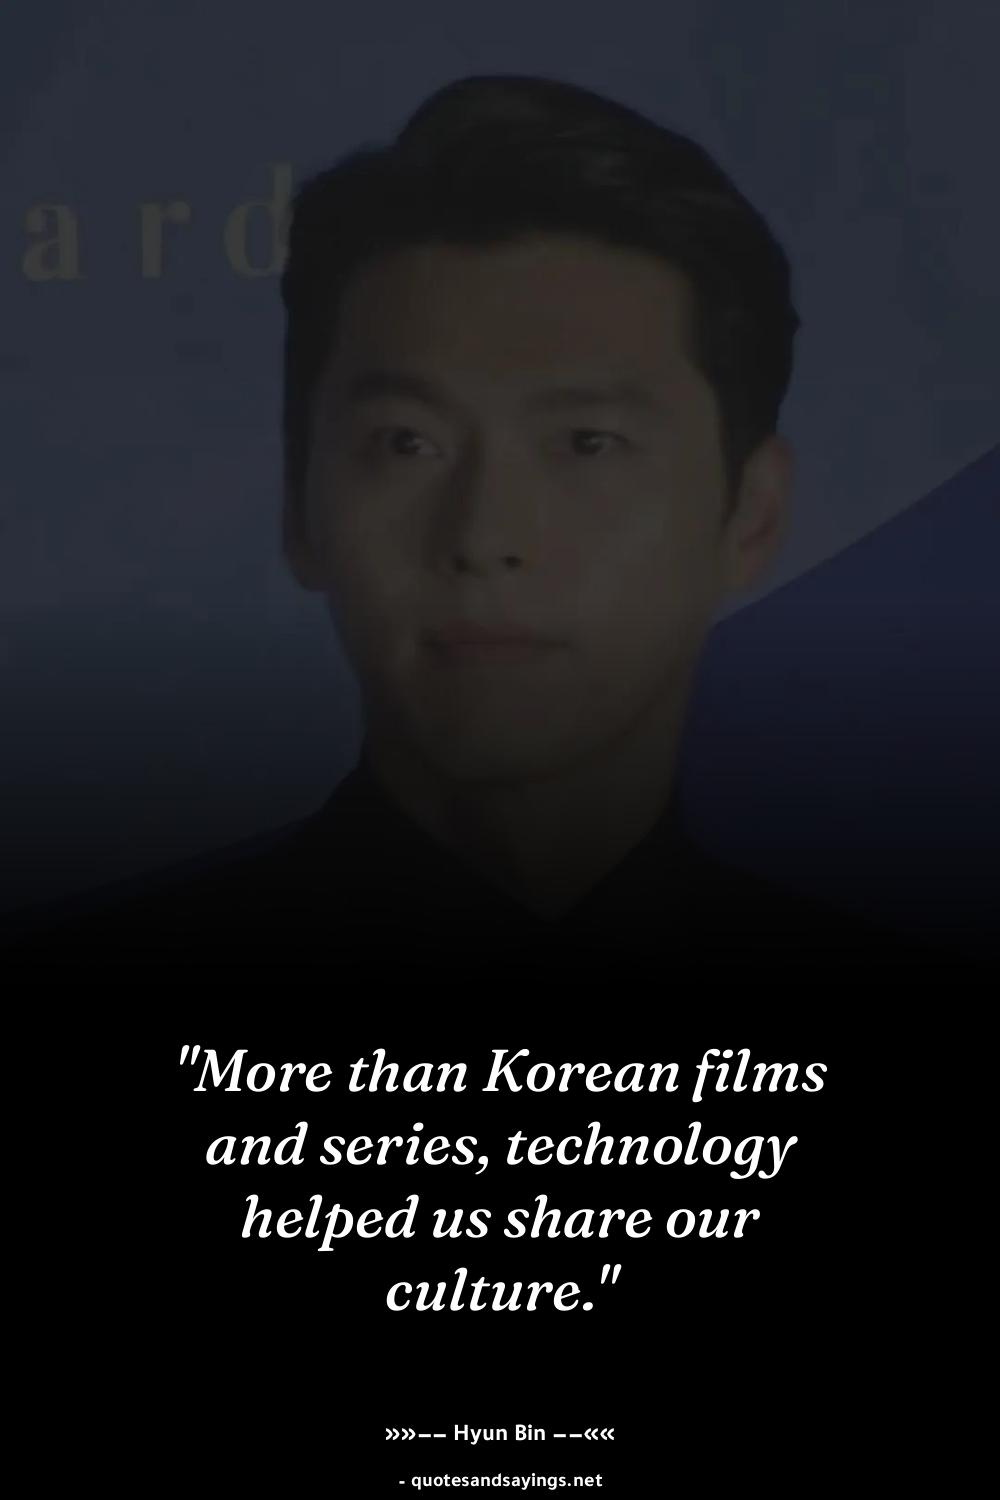 ard
"More than Korean films
and series, technology
helped us share our
culture."
»»−− Hyun Bin −−««
- quotesandsayings.net